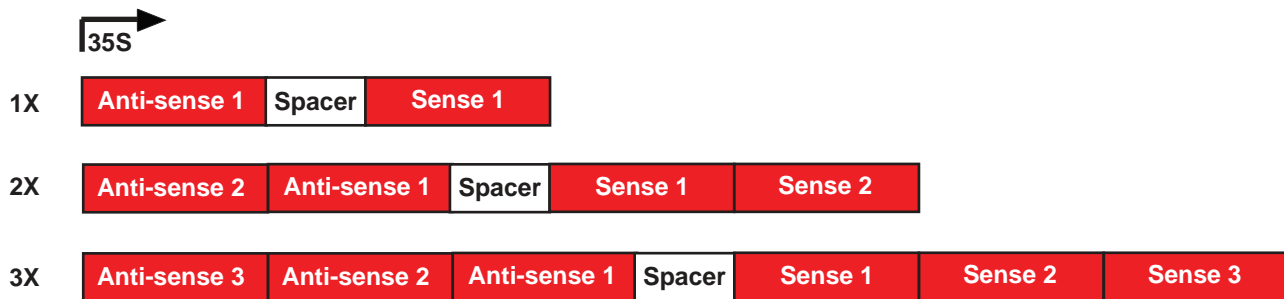 35S
1X Anti-sense 1 Spacer Sense 1
2X Anti-sense 2 Anti-sense 1 Spacer Sense 1 Sense 2
3X Anti-sense 3 Anti-sense 2 Anti-sense 1 Spacer Sense 1 Sense 2 Sense 3